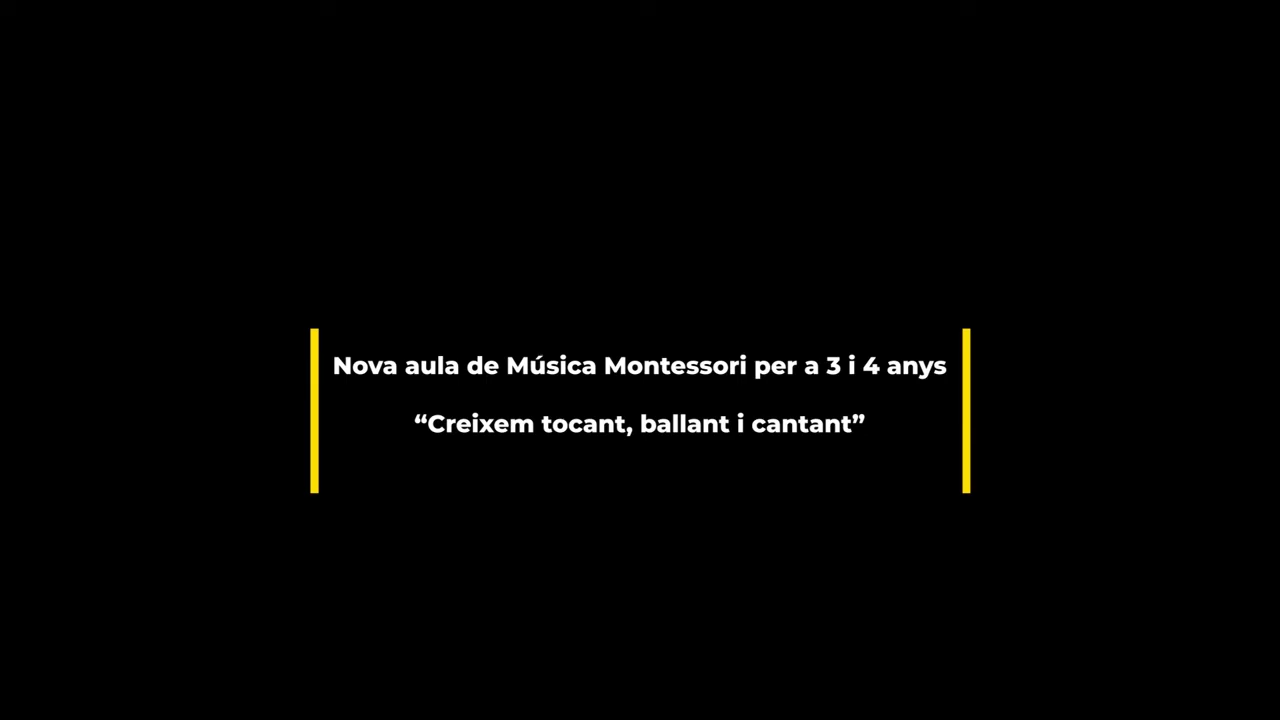 Nova aula de Música Montessori per a 3 i 4 anys
“Creixem tocant, ballant i cantant”